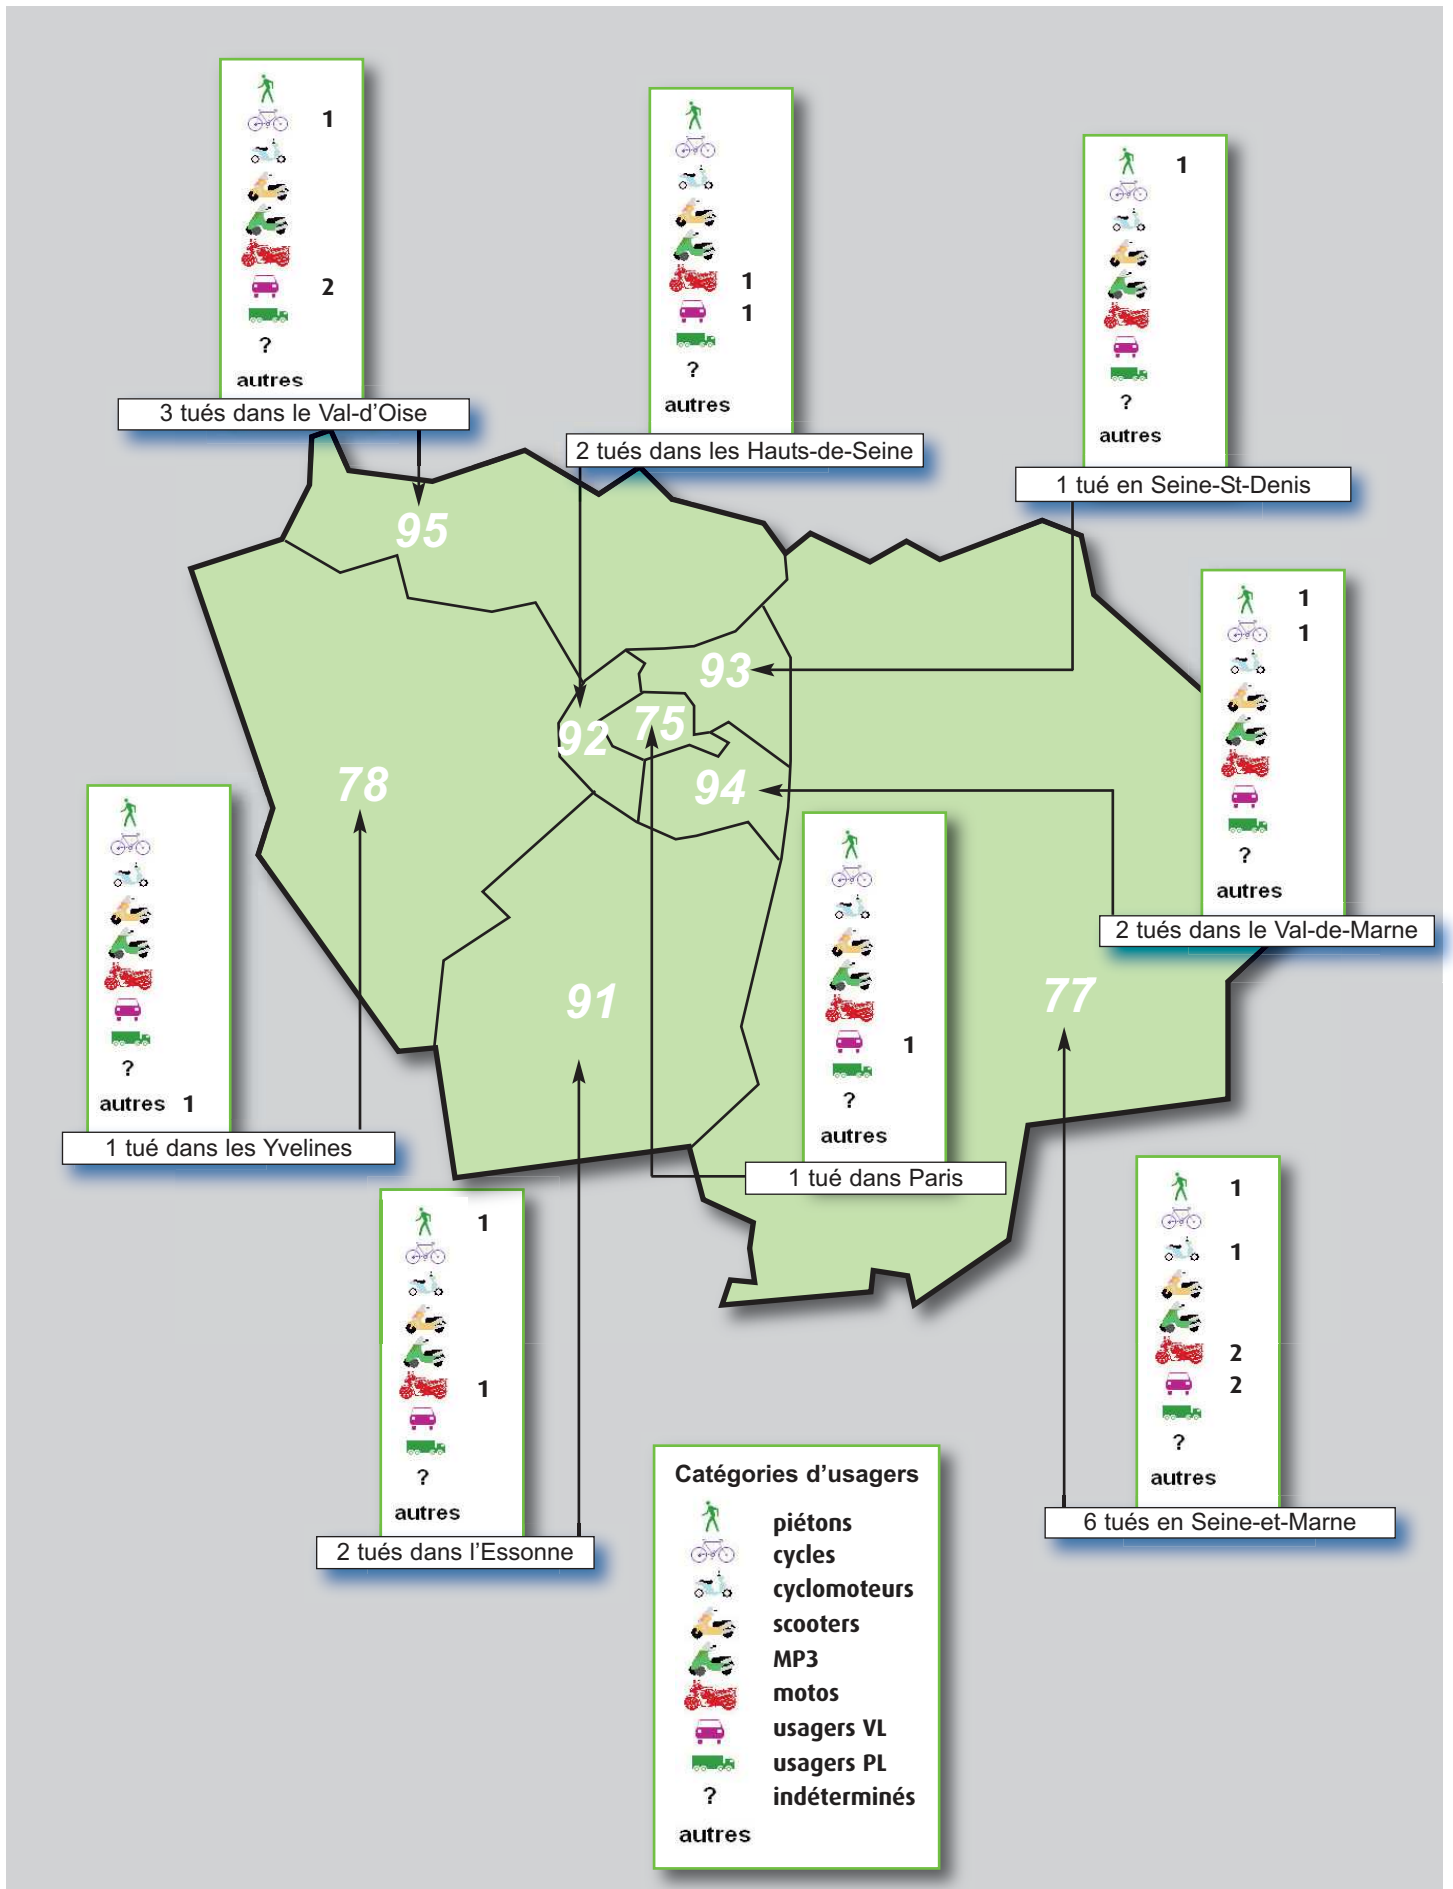 1
2
?
autres
3 tués dans le Val-d'Oise
1
1
?
autres
2 tués dans les Hauts-de-Seine
1
?
autres
1 tué en Seine-St-Denis
95
93
92
75
94
78
91
77
1
1
?
autres
2 tués dans le Val-de-Marne
?
autres 1
1 tué dans les Yvelines
1
?
autres
1 tué dans Paris
1
1
?
autres
2 tués dans l'Essonne
1
1
2
2
?
autres
6 tués en Seine-et-Marne
Catégories d'usagers
piétons
cycles
cyclomoteurs
scooters
MP3
motos
usagers VL
usagers PL
? indéterminés
autres